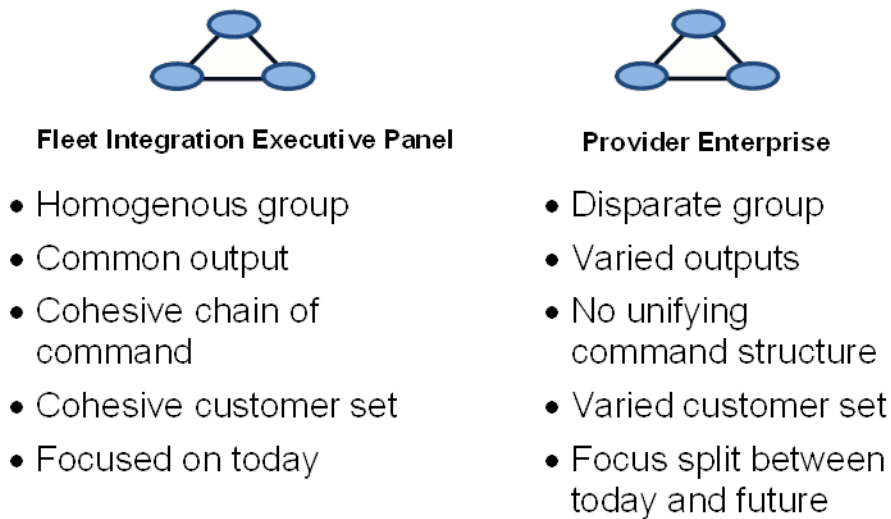 Fleet Integration Executive Panel
• Homogenous group
• Common output
• Cohesive chain of
command
• Cohesive customer set
• Focused on today
Provider Enterprise
• Disparate group
• Varied outputs
• No unifying
command structure
• Varied customer set
• Focus split between
today and future